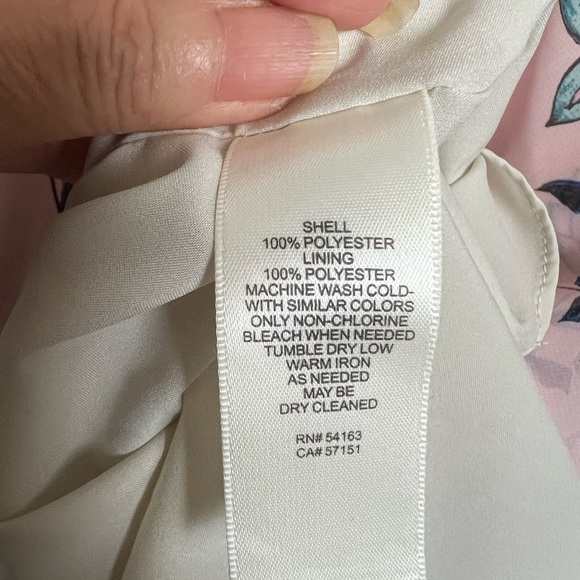 SHELL
100% POLYESTER
LINING
100% POLYESTER
MACHINE WASH COLD-
WITH SIMILAR COLORS
ONLY NON-CHLORINE
BLEACH WHEN NEEDED
TUMBLE DRY LOW
WARM IRON
AS NEEDED
MAY BE
DRY CLEANED
RN# 54163
CA# 57151